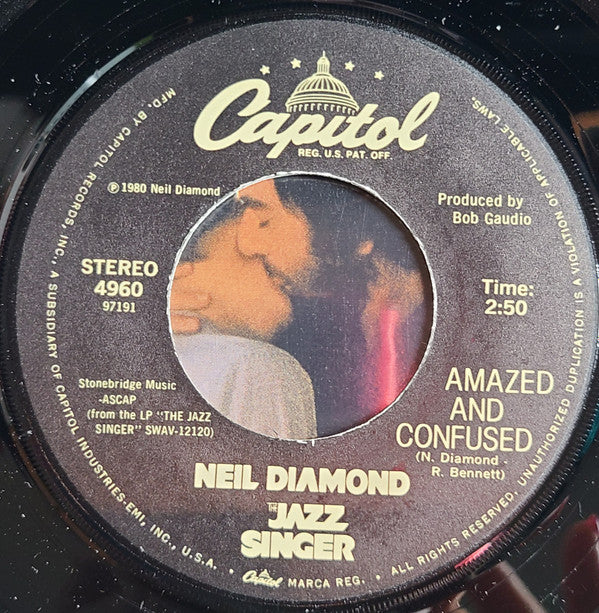 Capitol
REG. U.S. PAT. OFF.
℗ 1980 Neil Diamond
Produced by
Bob Gaudio
STEREO
4960
97191
Time:
2:50
Stonebridge Music
-ASCAP
(from the LP "THE JAZZ
SINGER" SWAV-12120)
AMAZED
AND
CONFUSED
(N. Diamond -
R. Bennett)
NEIL DIAMOND
THE
JAZZ
SINGER
MFD. BY CAPITOL RECORDS, INC., A SUBSIDIARY OF CAPITOL INDUSTRIES-EMI, INC., U.S.A. • Capitol MARCA REG. • ALL RIGHTS RESERVED. UNAUTHORIZED DUPLICATION IS A VIOLATION OF APPLICABLE LAWS.